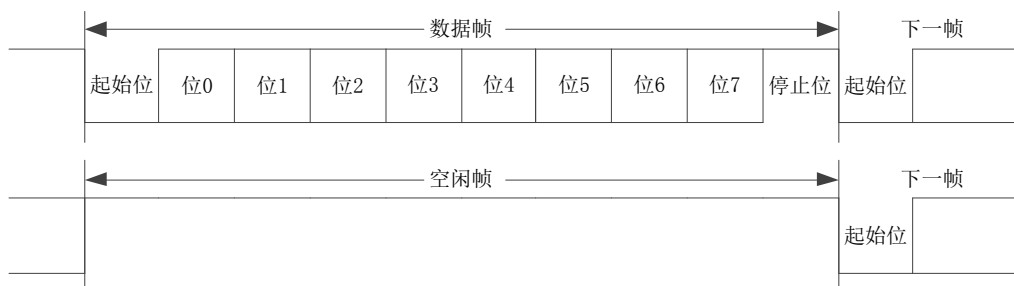 数据帧 下一帧
起始位 位0 位1 位2 位3 位4 位5 位6 位7 停止位 起始位
空闲帧 下一帧
起始位